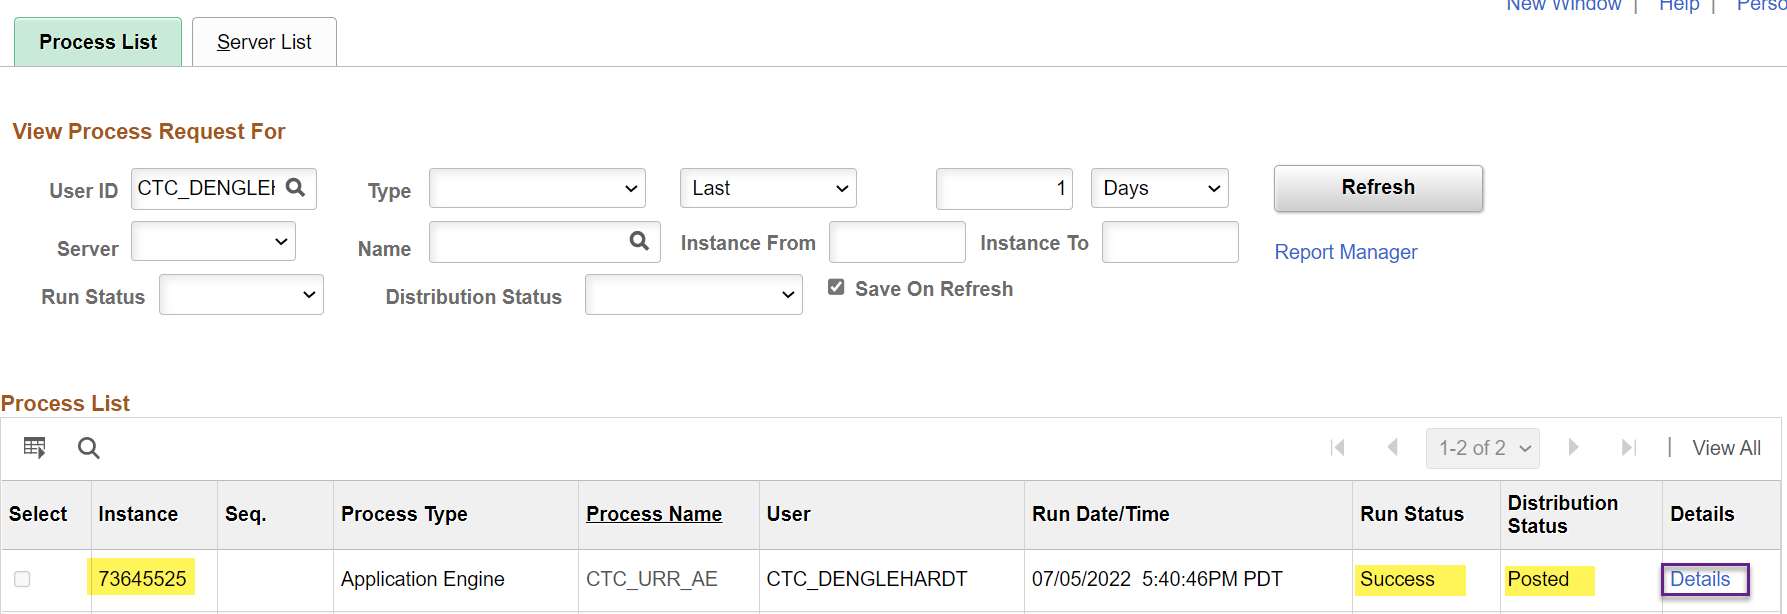 New Window | Help |
Process List Server List
View Process Request For
User ID CTC_DENGLEH Type Last 1 Days Refresh
Server Name Instance From Instance To Report Manager
Run Status Distribution Status Save On Refresh
Process List
1-2 of 2 | View All
Select Instance Seq. Process Type Process Name User Run Date/Time Run Status Distribution Status Details
73645525 Application Engine CTC_URR_AE CTC_DENGLEHARDT 07/05/2022 5:40:46PM PDT Success Posted Details